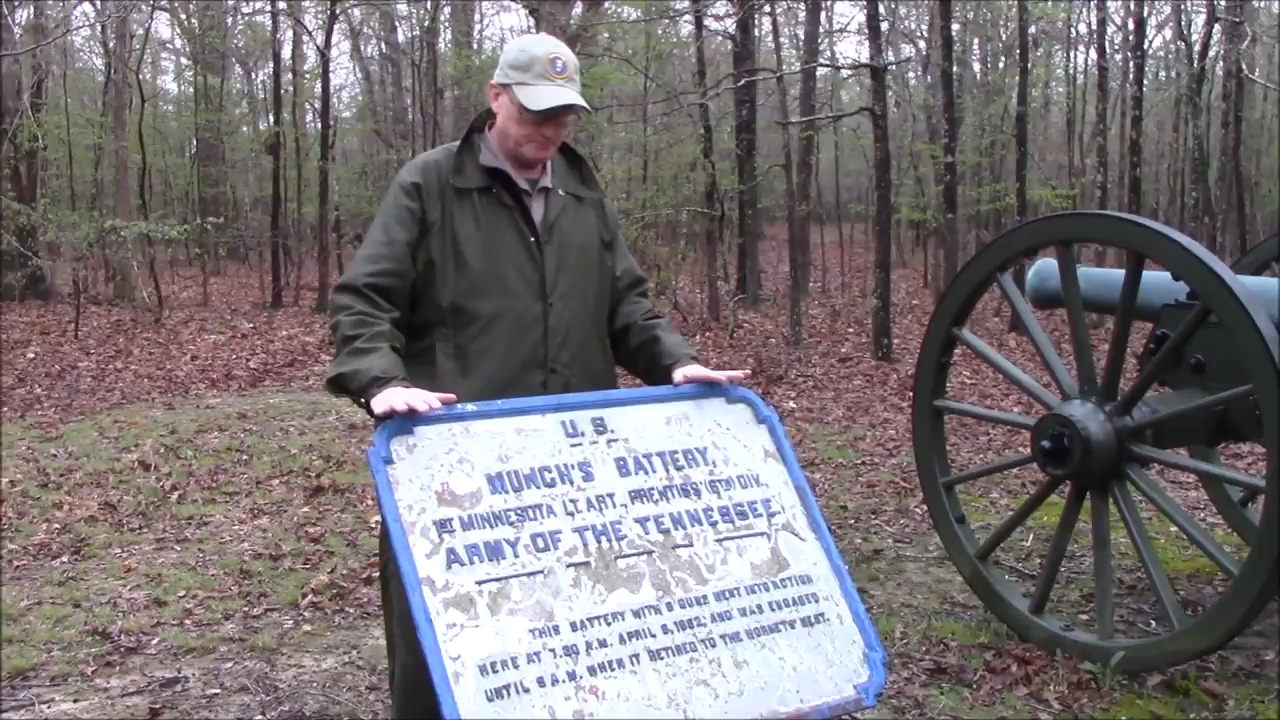 U.S.
MUNCH'S BATTERY,
1ST MINNESOTA LT. ART., PRENTISS' (6TH) DIV.,
ARMY OF THE TENNESSEE.
THIS BATTERY WITH 6 GUNS WENT INTO ACTION
HERE AT 7.30 A.M. APRIL 6, 1862, AND WAS ENGAGED
UNTIL 9 A.M. WHEN IT RETIRED TO THE HORNETS' NEST.